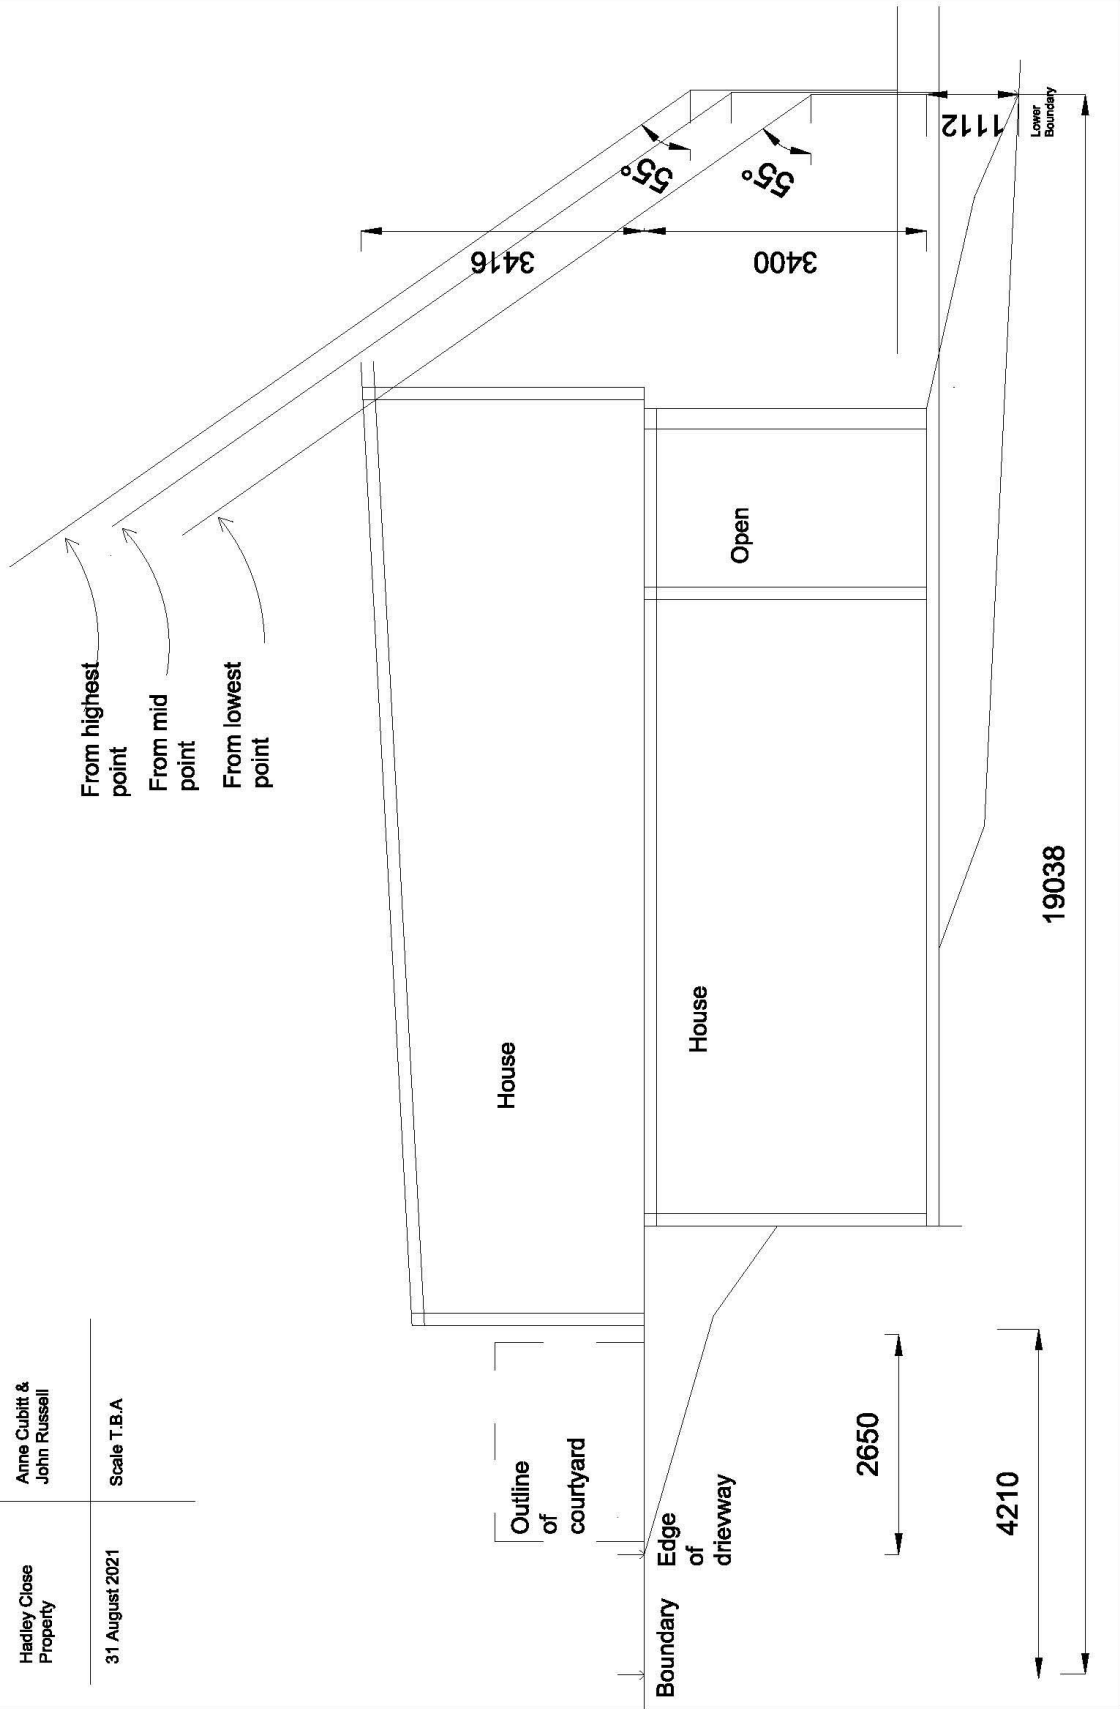 Hadley Close
Property
Anne Cubitt &
John Russell
31 August 2021
Scale T.B.A
From highest
point
From mid
point
From lowest
point
55°
55°
3416
3400
1112
Lower
Boundary
House
Open
House
Outline
of
courtyard
Edge
of
drievway
Boundary
2650
4210
19038